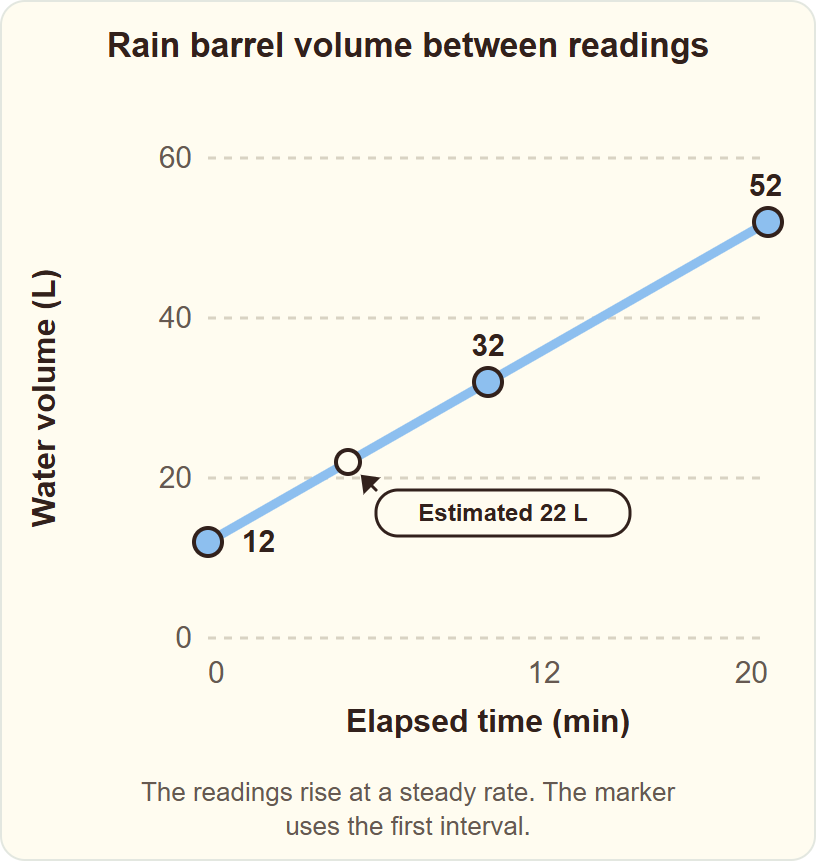 Rain barrel volume between readings
60
52
Water volume (L)
40
32
20
Estimated 22 L
12
0
0
12
20
Elapsed time (min)
The readings rise at a steady rate. The marker
uses the first interval.